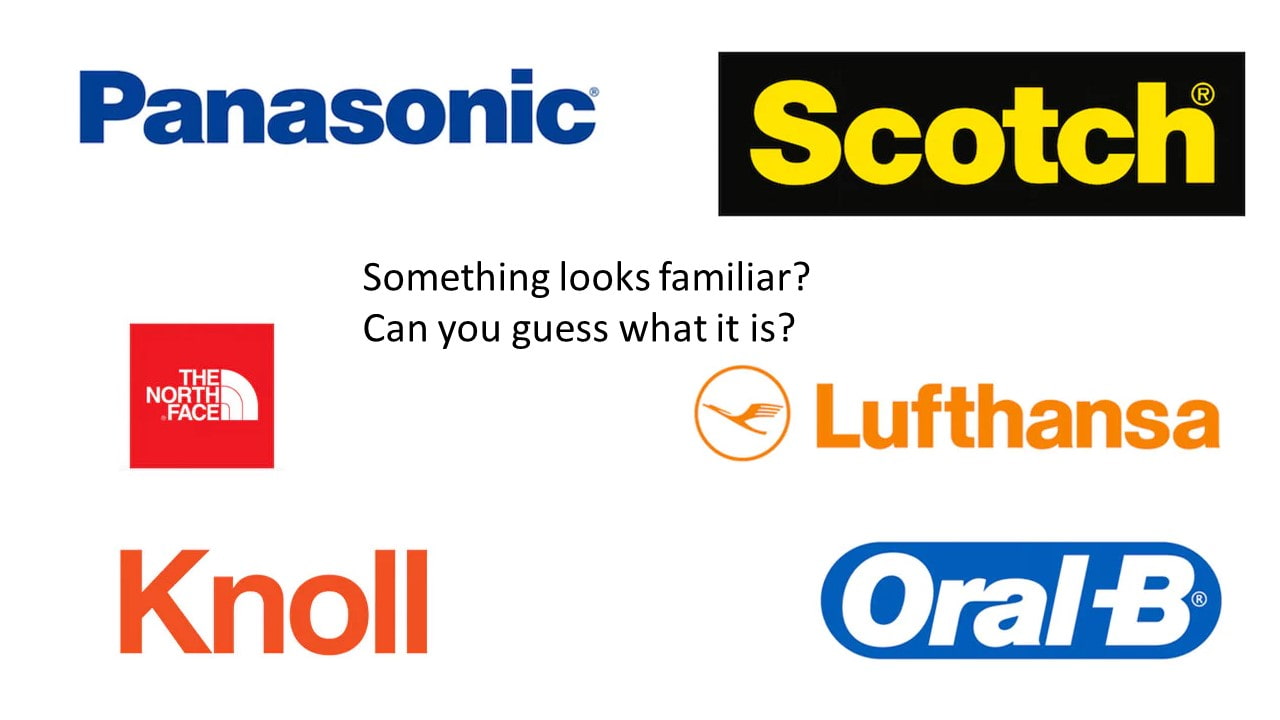 Panasonic®
Scotch®
Something looks familiar?
Can you guess what it is?
THE
NORTH
®FACE
Lufthansa
Knoll
Oral-B®